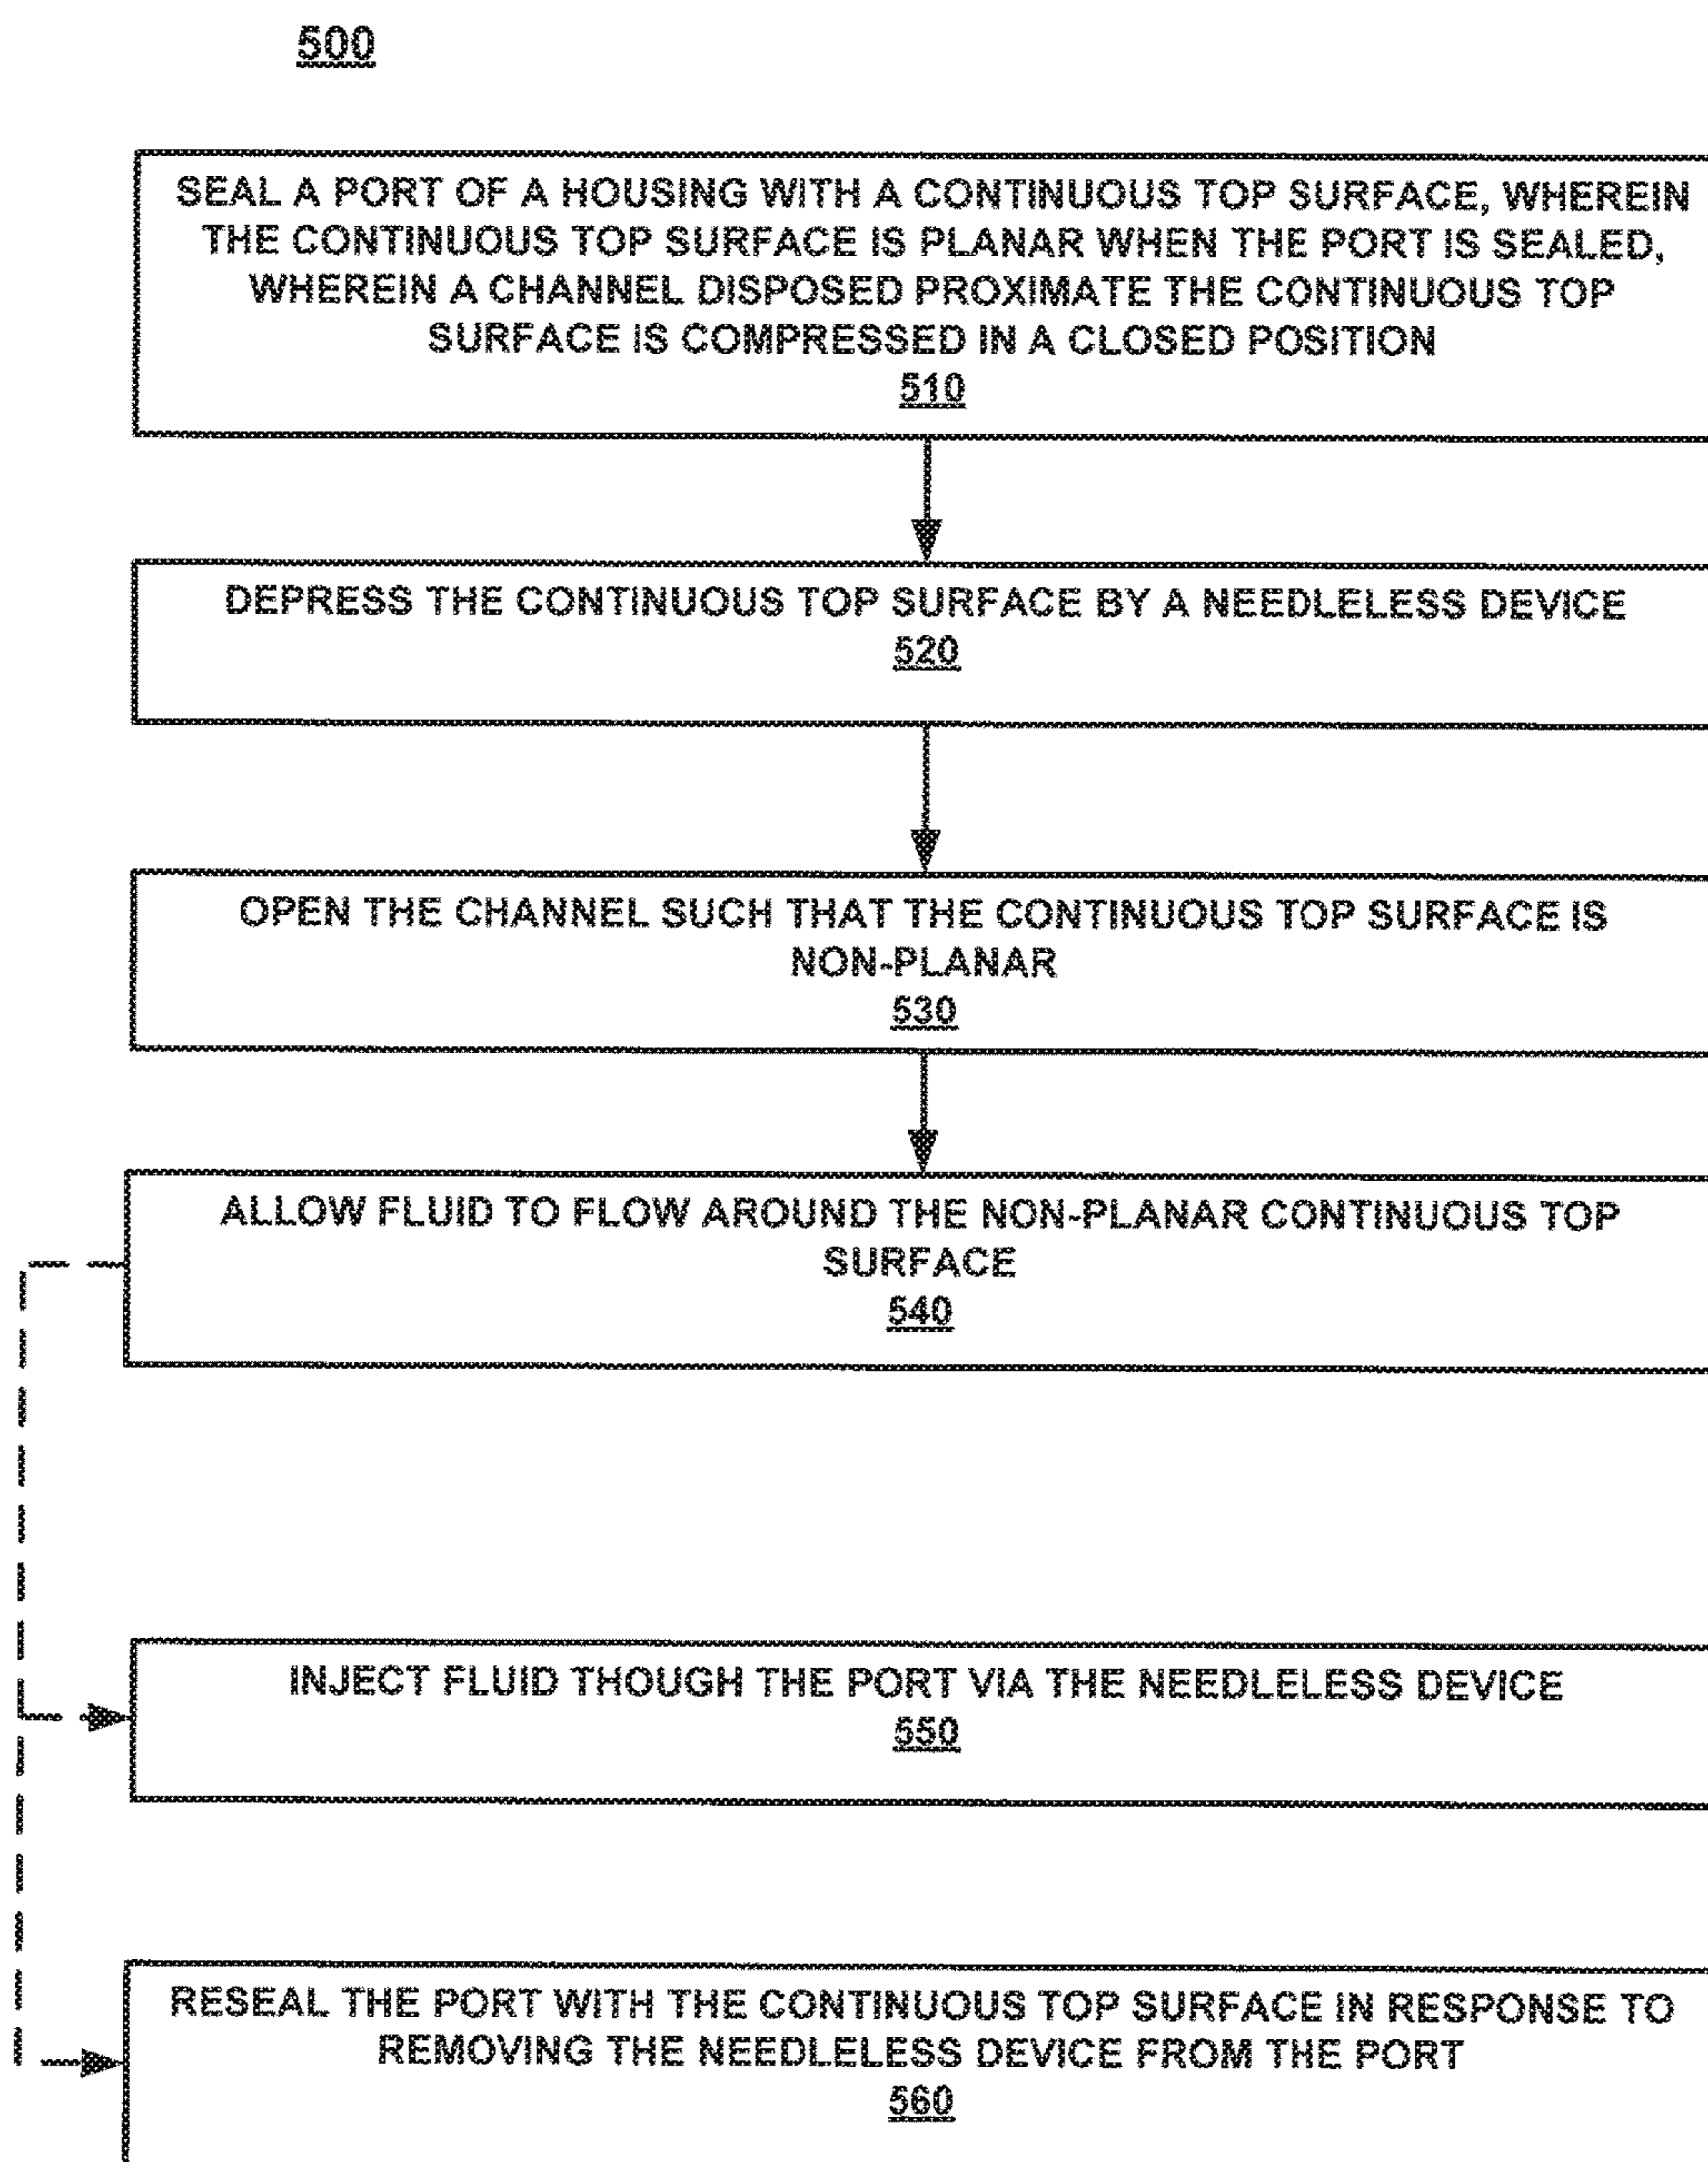 500
SEAL A PORT OF A HOUSING WITH A CONTINUOUS TOP SURFACE, WHEREIN
THE CONTINUOUS TOP SURFACE IS PLANAR WHEN THE PORT IS SEALED,
WHEREIN A CHANNEL DISPOSED PROXIMATE THE CONTINUOUS TOP
SURFACE IS COMPRESSED IN A CLOSED POSITION
510
DEPRESS THE CONTINUOUS TOP SURFACE BY A NEEDLELESS DEVICE
520
OPEN THE CHANNEL SUCH THAT THE CONTINUOUS TOP SURFACE IS
NON-PLANAR
530
ALLOW FLUID TO FLOW AROUND THE NON-PLANAR CONTINUOUS TOP
SURFACE
540
INJECT FLUID THOUGH THE PORT VIA THE NEEDLELESS DEVICE
550
RESEAL THE PORT WITH THE CONTINUOUS TOP SURFACE IN RESPONSE TO
REMOVING THE NEEDLELESS DEVICE FROM THE PORT
560